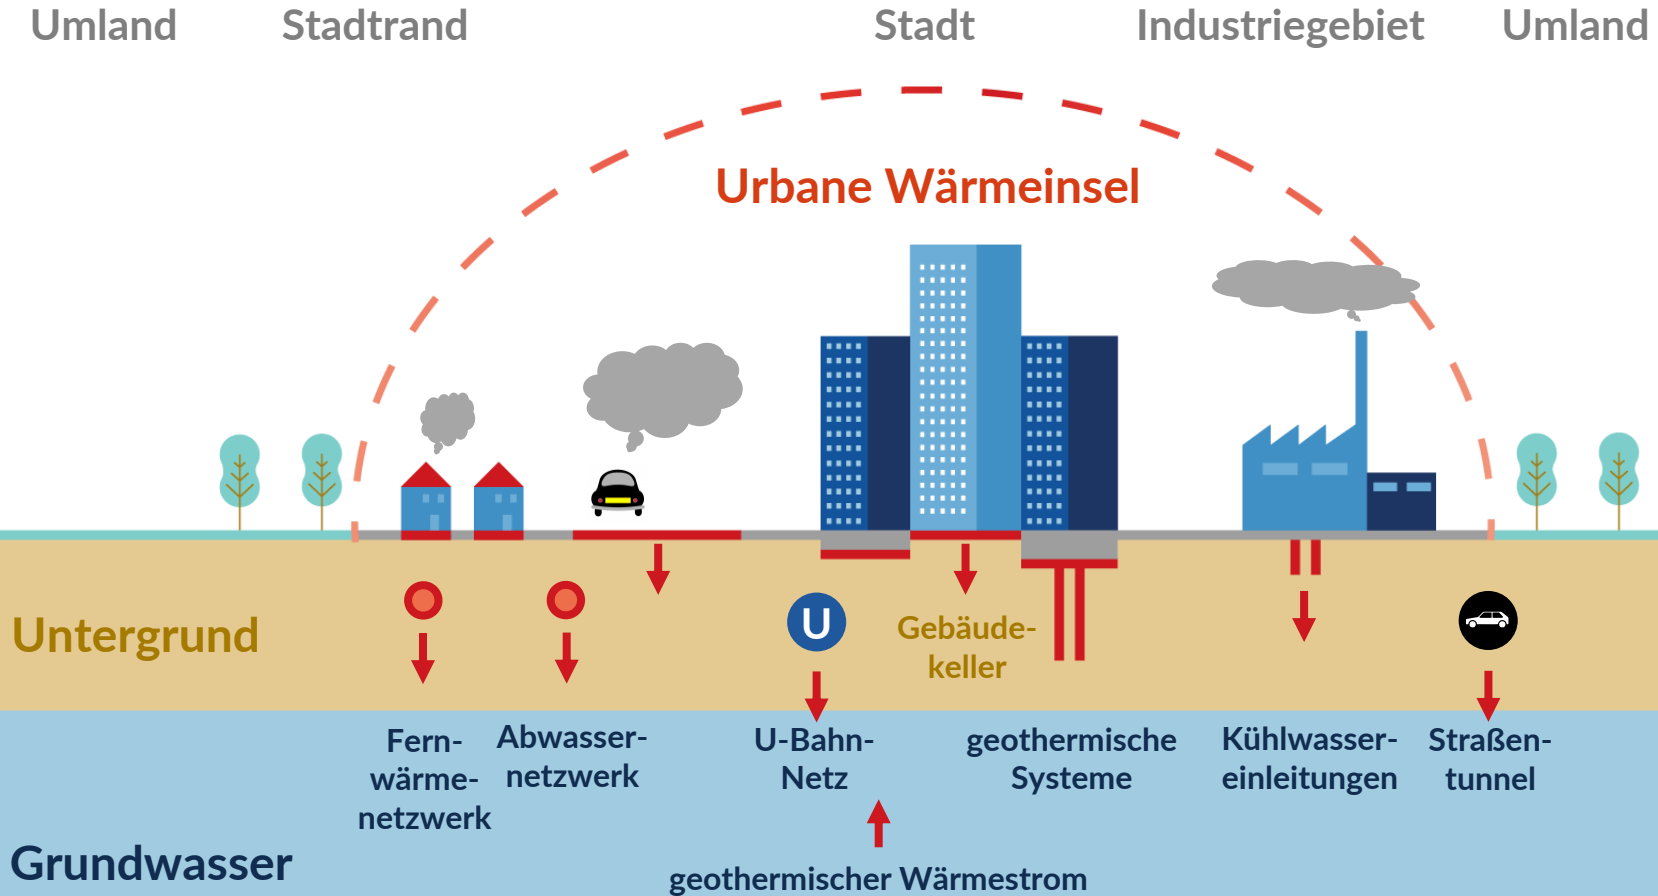 Umland Stadtrand Stadt Industriegebiet Umland
Urbane Wärmeinsel
U
Untergrund
Gebäude-
keller
Fern-
wärme-
netzwerk
Abwasser-
netzwerk
U-Bahn-
Netz
geothermische
Systeme
Kühlwasser-
einleitungen
Straßen-
tunnel
Grundwasser
geothermischer Wärmestrom